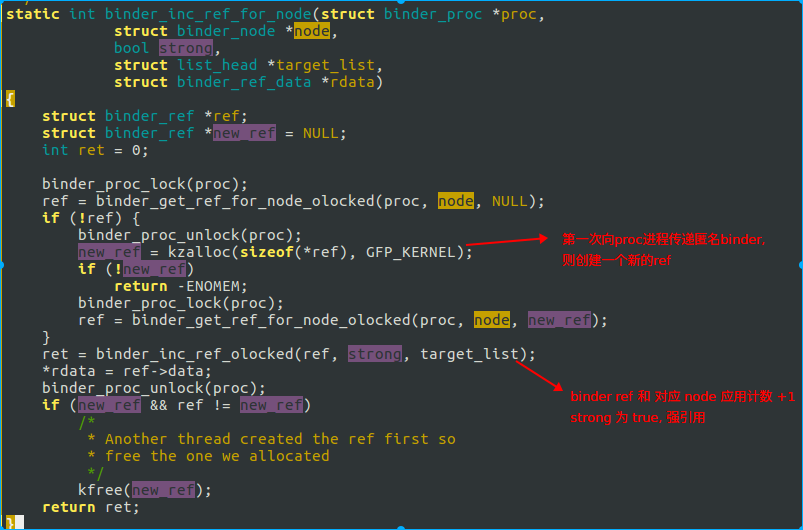 static int binder_inc_ref_for_node(struct binder_proc *proc,
struct binder_node *node,
bool strong,
struct list_head *target_list,
struct binder_ref_data *rdata)
{
struct binder_ref *ref;
struct binder_ref *new_ref = NULL;
int ret = 0;
binder_proc_lock(proc);
ref = binder_get_ref_for_node_olocked(proc, node, NULL);
if (!ref) {
binder_proc_unlock(proc);
new_ref = kzalloc(sizeof(*ref), GFP_KERNEL);
第一次向proc进程传递匿名binder,
则创建一个新的ref
if (!new_ref)
return -ENOMEM;
binder_proc_lock(proc);
ref = binder_get_ref_for_node_olocked(proc, node, new_ref);
}
ret = binder_inc_ref_olocked(ref, strong, target_list);
*rdata = ref->data;
binder_proc_unlock(proc);
binder ref 和 对应 node 应用计数 +1
strong 为 true, 强引用
if (new_ref && ref != new_ref)
/*
* Another thread created the ref first so
* free the one we allocated
*/
kfree(new_ref);
return ret;
}